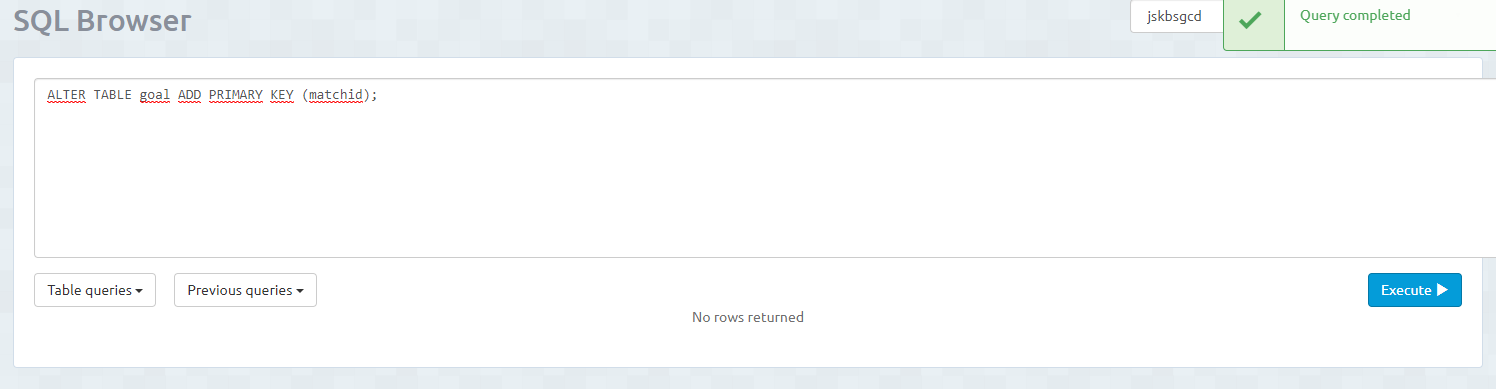 SQL Browser
jskbsgcd
Query completed
ALTER TABLE goal ADD PRIMARY KEY (matchid);
Table queries
Previous queries
Execute
No rows returned